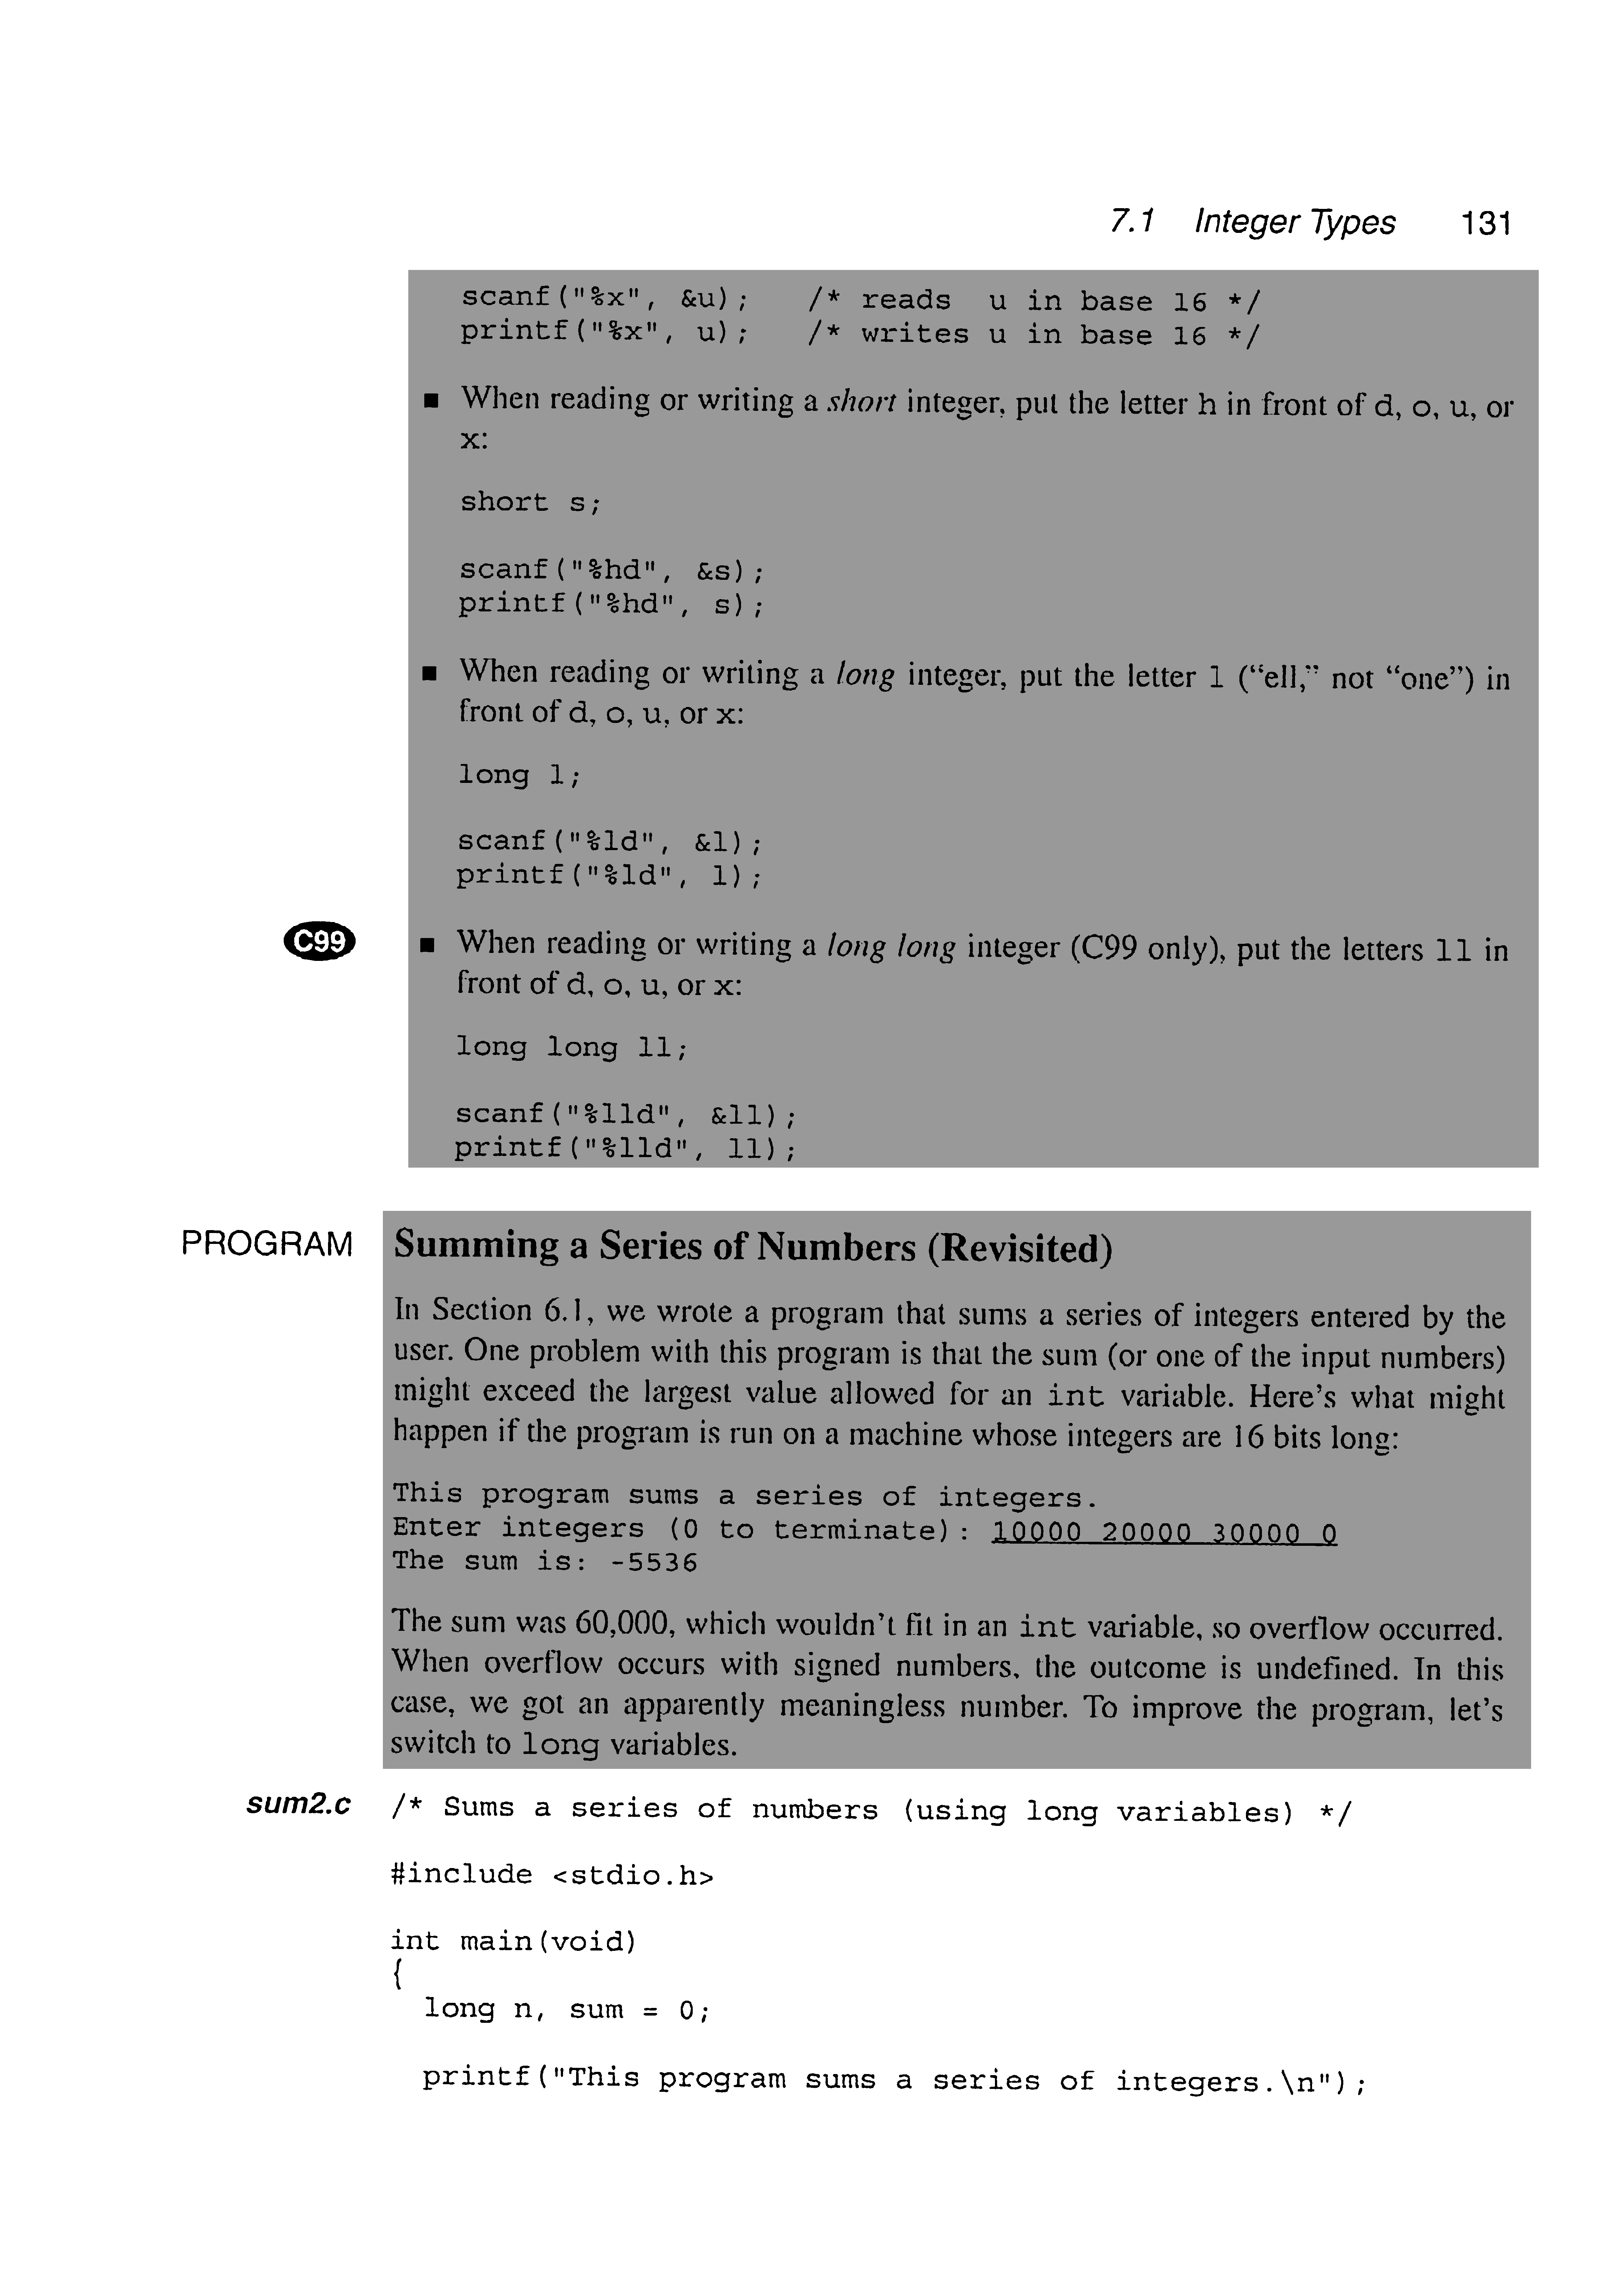 7.1 Integer Types 131
scanf("%x", &u); /* reads u in base 16 */
printf("%x", u); /* writes u in base 16 */
■ When reading or writing a short integer, put the letter h in front of d, o, u, or
x:
short s;
scanf("%hd", &s);
printf("%hd", s);
■ When reading or writing a long integer, put the letter l (“ell,” not “one”) in
front of d, o, u, or x:
long l;
scanf("%ld", &l);
printf("%ld", l);
C99 ■ When reading or writing a long long integer (C99 only), put the letters ll in
front of d, o, u, or x:
long long ll;
scanf("%lld", &ll);
printf("%lld", ll);
PROGRAM Summing a Series of Numbers (Revisited)
In Section 6.1, we wrote a program that sums a series of integers entered by the
user. One problem with this program is that the sum (or one of the input numbers)
might exceed the largest value allowed for an int variable. Here’s what might
happen if the program is run on a machine whose integers are 16 bits long:
This program sums a series of integers.
Enter integers (0 to terminate): 10000 20000 30000 0
The sum is: -5536
The sum was 60,000, which wouldn’t fit in an int variable, so overflow occurred.
When overflow occurs with signed numbers, the outcome is undefined. In this
case, we got an apparently meaningless number. To improve the program, let’s
switch to long variables.
sum2.c /* Sums a series of numbers (using long variables) */
#include <stdio.h>
int main(void)
{
long n, sum = 0;
printf("This program sums a series of integers.\n");